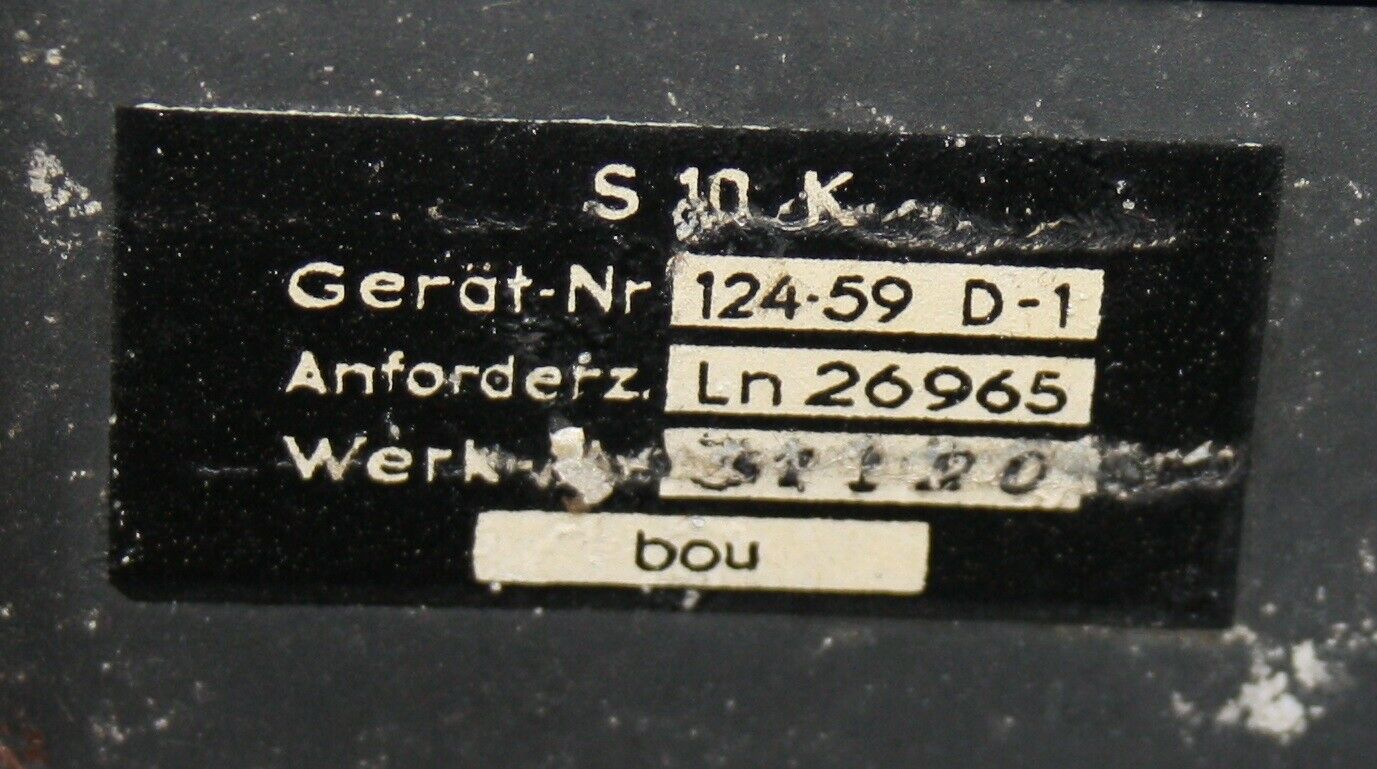 S 10 K
Gerät-Nr 124-59 D-1
Anforderz. Ln 26965
Werk-
bou